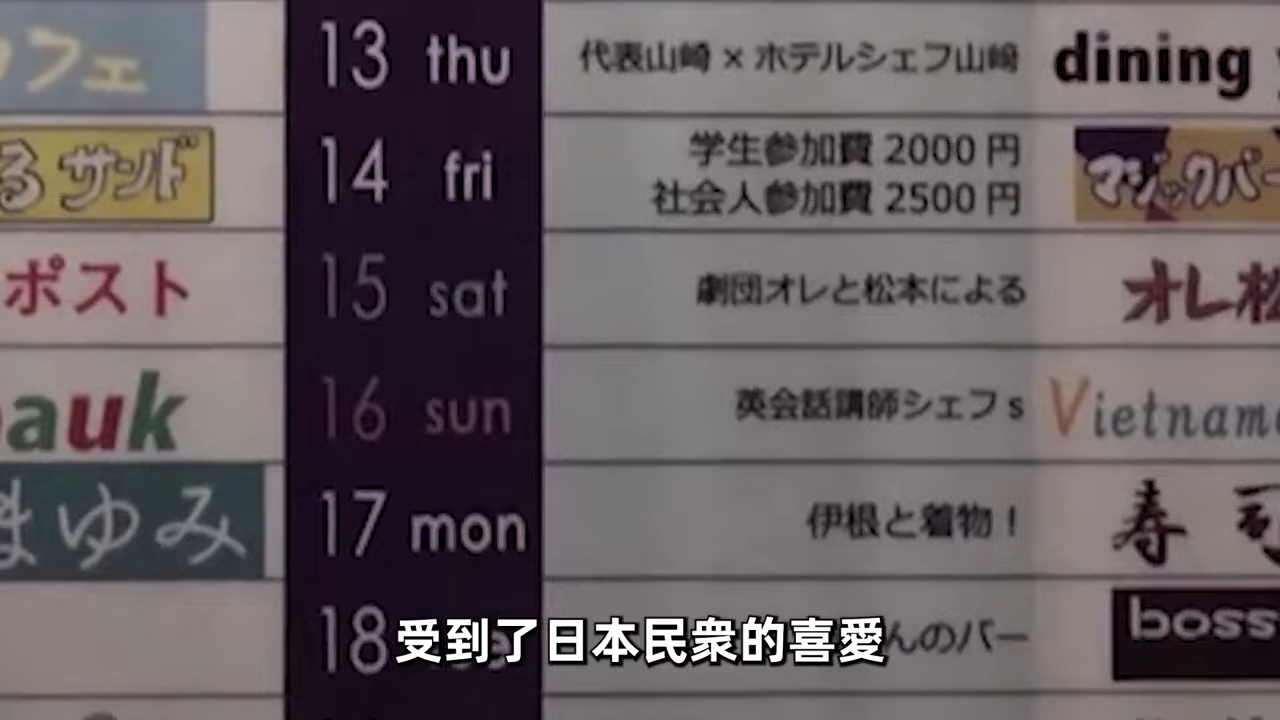 カフェ
13 thu 代表山崎 × ホテルシェフ山﨑 dining
るサンド
14 fri 学生参加費 2000 円
社会人参加費 2500 円
マジックバー
ポスト
15 sat 劇団オレと松本による オレ松
auk
16 sun 英会話講師シェフ s Vietnam
まゆみ
17 mon 伊根と着物！ 寿司
18 んのバー boss
受到了日本民衆的喜愛